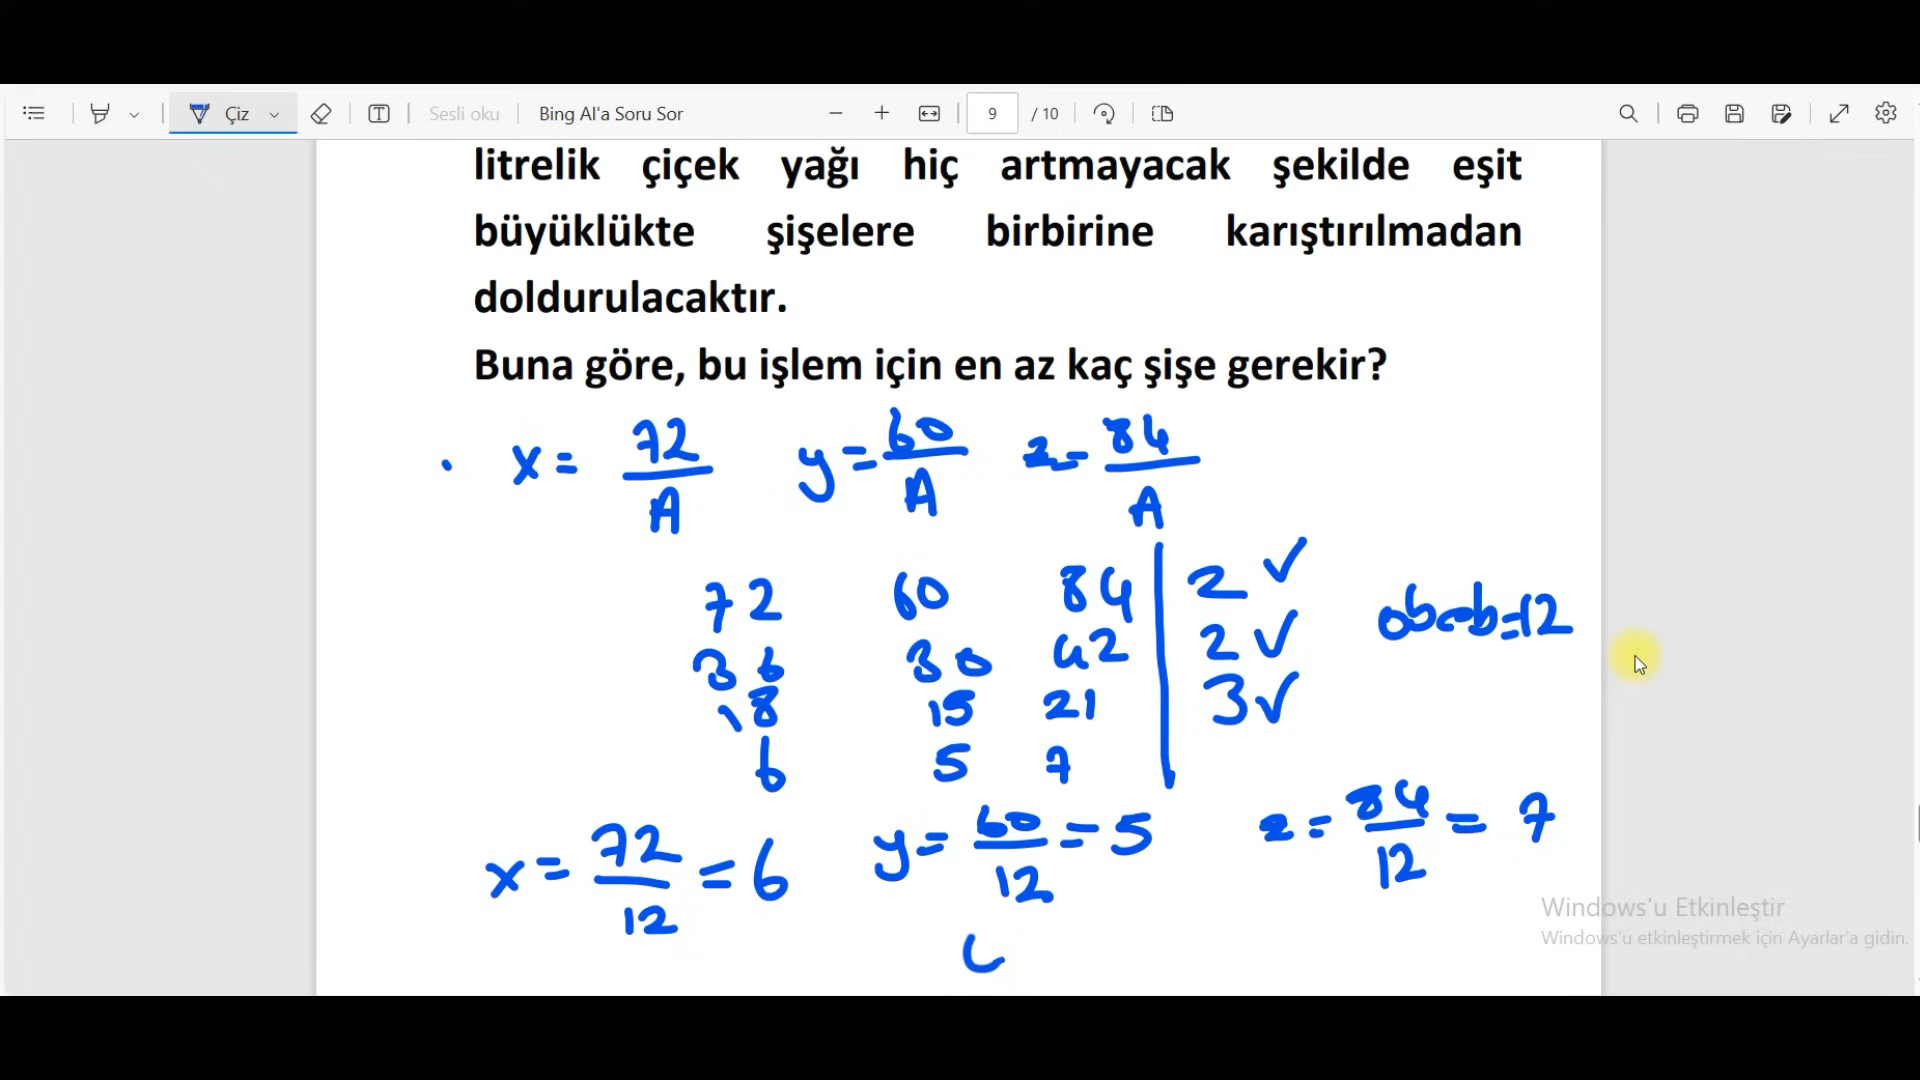 Çiz
Sesli oku
Bing AI'a Soru Sor
9 / 10
litrelik çiçek yağı hiç artmayacak şekilde eşit
büyüklükte şişelere birbirine karıştırılmadan
doldurulacaktır.
Buna göre, bu işlem için en az kaç şişe gerekir?
. x = 72/A y = 60/A z = 84/A
72 60 84 | 2 ✓
36 30 42 | 2 ✓ obeb=12
18 15 21 | 3 ✓
6 5 7
x = 72/12 = 6 y = 60/12 = 5 z = 84/12 = 7
Windows'u Etkinleştir
Windows'u etkinleştirmek için Ayarlar'a gidin.